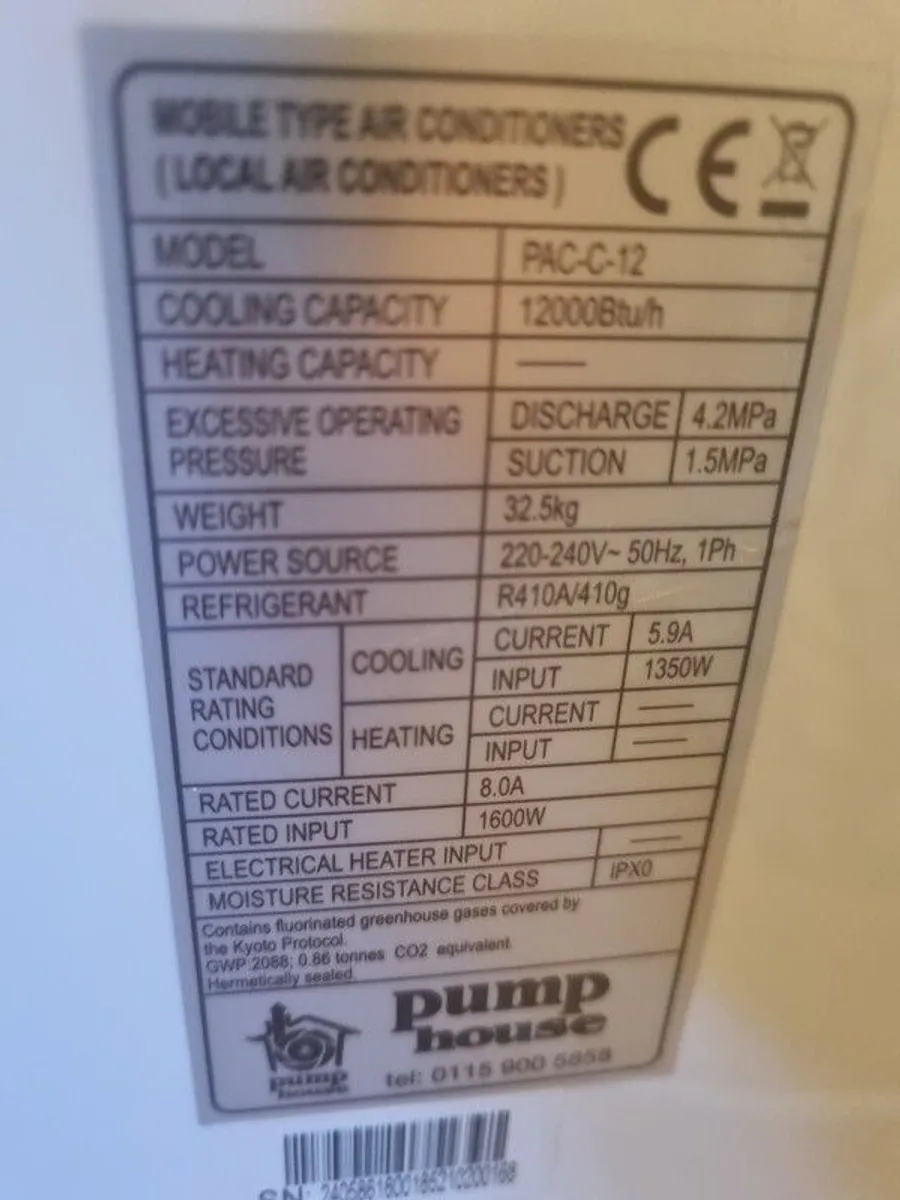 MOBILE TYPE AIR CONDITIONERS
( LOCAL AIR CONDITIONERS )
CE
MODEL PAC-C-12
COOLING CAPACITY 12000Btu/h
HEATING CAPACITY —
EXCESSIVE OPERATING PRESSURE DISCHARGE 4.2MPa
SUCTION 1.5MPa
WEIGHT 32.5kg
POWER SOURCE 220-240V~ 50Hz, 1Ph
REFRIGERANT R410A/410g
STANDARD RATING CONDITIONS COOLING CURRENT 5.9A
INPUT 1350W
HEATING CURRENT —
INPUT —
RATED CURRENT 8.0A
RATED INPUT 1600W
ELECTRICAL HEATER INPUT —
MOISTURE RESISTANCE CLASS IPX0
Contains fluorinated greenhouse gases covered by
the Kyoto Protocol.
GWP 2088; 0.86 tonnes CO2 equivalent.
Hermetically sealed.
pump
house
pump
house
tel: 0115 900 5858
SN: